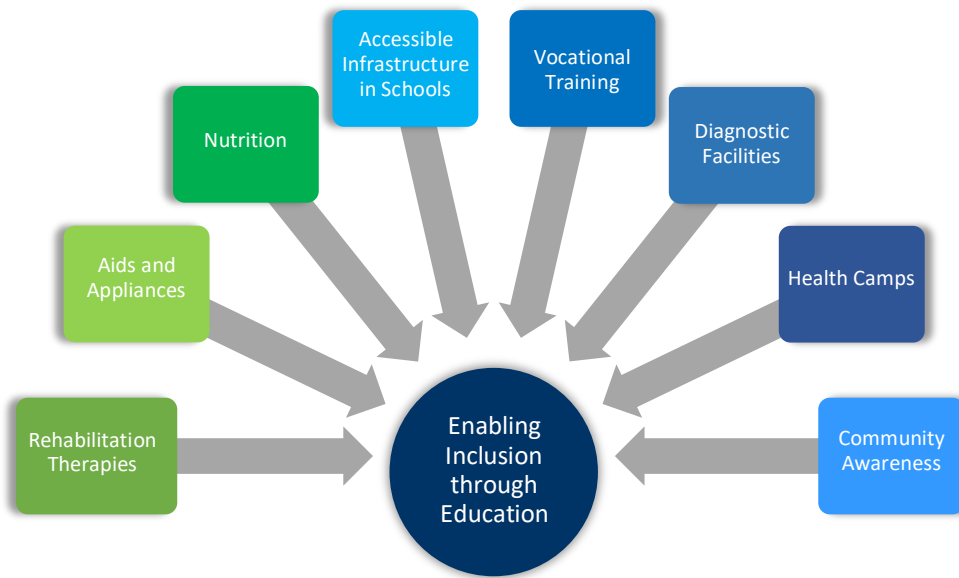 Accessible
Infrastructure
in Schools
Vocational
Training
Nutrition
Diagnostic
Facilities
Aids and
Appliances
Health Camps
Rehabilitation
Therapies
Enabling
Inclusion
through
Education
Community
Awareness